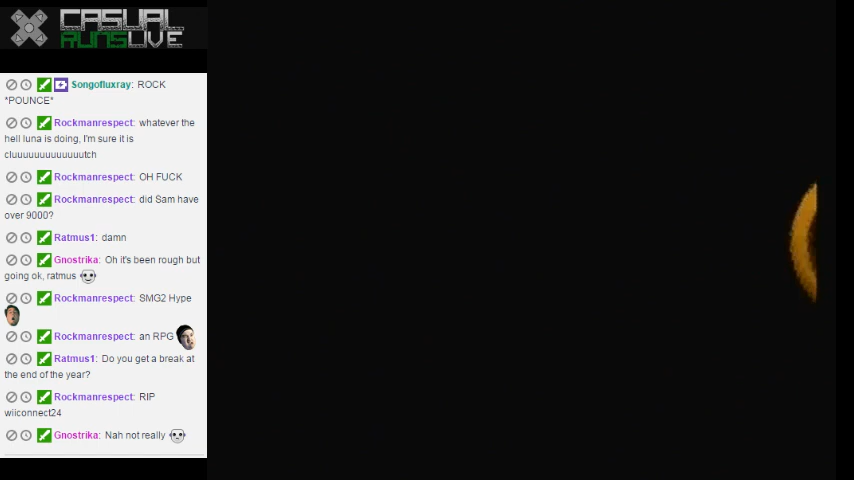 CASUAL
RUNSLIVE
Songofluxray: ROCK
*POUNCE*
Rockmanrespect: whatever the
hell luna is doing, I'm sure it is
cluuuuuuuuuuuutch
Rockmanrespect: OH FUCK
Rockmanrespect: did Sam have
over 9000?
Ratmus1: damn
Gnostrika: Oh it's been rough but
going ok, ratmus
Rockmanrespect: SMG2 Hype
Rockmanrespect: an RPG
Ratmus1: Do you get a break at
the end of the year?
Rockmanrespect: RIP
wiiconnect24
Gnostrika: Nah not really